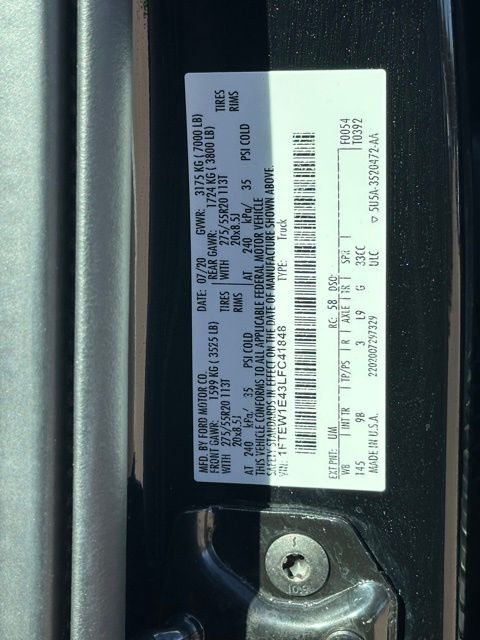 MFD. BY FORD MOTOR CO.
DATE: 07/20 GVWR: 3175 KG ( 7000 LB)
FRONT GAWR: 1599 KG ( 3525 LB) REAR GAWR: 1724 KG ( 3800 LB)
WITH 275/55R20 113T TIRES WITH 275/55R20 113T TIRES
20x8.5J RIMS 20x8.5J RIMS
AT 240 kPa/ 35 PSI COLD AT 240 kPa/ 35 PSI COLD
THIS VEHICLE CONFORMS TO ALL APPLICABLE FEDERAL MOTOR VEHICLE
SAFETY STANDARDS IN EFFECT ON THE DATE OF MANUFACTURE SHOWN ABOVE.
VIN: 1FTEW1E43LFC41848 TYPE: Truck
F0054
T0392
EXT PNT: UM RC: 58 DSO:
WB INT TR TP/PS R AXLE TR SPR
145 9B 3 L9 G 33CC
MADE IN U.S.A. 2202007297329 ULC
▽ 5U5A-3520472-AA